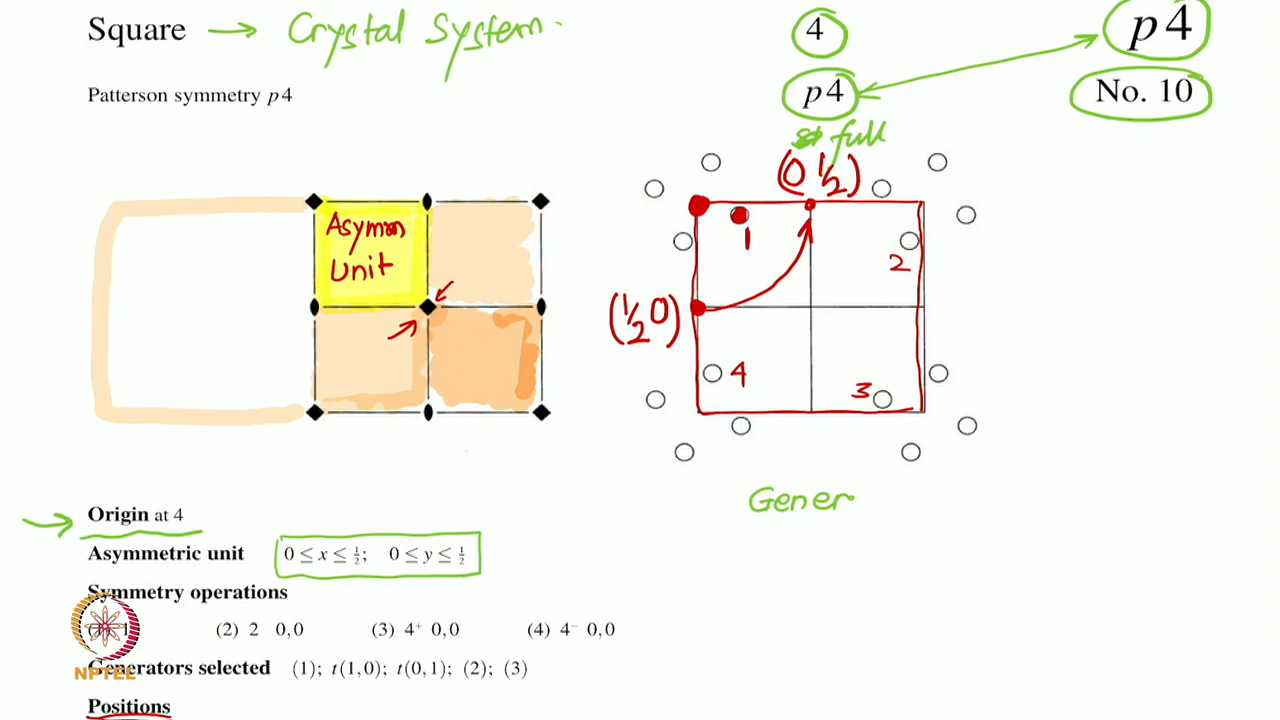 Square → Crystal System.
4
p4
p4
No. 10
Patterson symmetry p4
full
(0 ½)
Asymm
Unit
1
2
(½ 0)
4
3
Gener
Origin at 4
Asymmetric unit 0 ≤ x ≤ ½; 0 ≤ y ≤ ½
Symmetry operations
(2) 2 0,0 (3) 4⁺ 0,0 (4) 4⁻ 0,0
Generators selected (1); t(1,0); t(0,1); (2); (3)
NPTEL
Positions